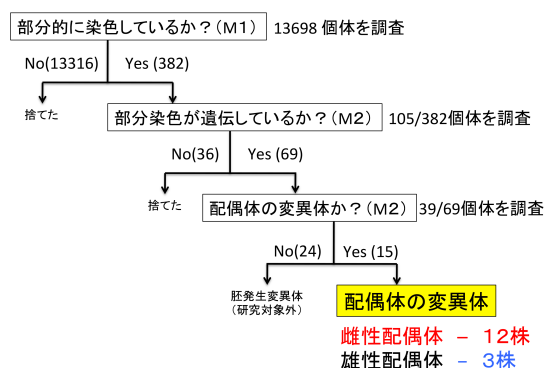 部分的に染色しているか？（M１） 13698 個体を調査
No(13316) Yes (382)
捨てた
部分染色が遺伝しているか？（M２） 105/382個体を調査
No(36) Yes (69)
捨てた
配偶体の変異体か？（M２） 39/69個体を調査
No(24) Yes (15)
胚発生変異体
（研究対象外）
配偶体の変異体
雌性配偶体 － １２株
雄性配偶体 － ３株